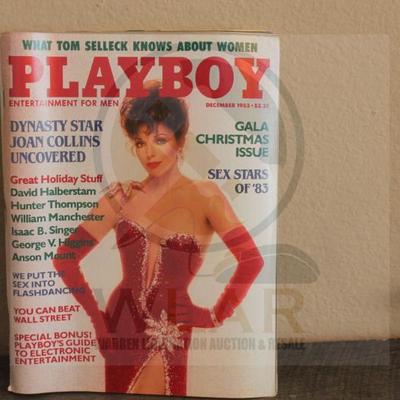 WHAT TOM SELLECK KNOWS ABOUT WOMEN
PLAYBOY
ENTERTAINMENT FOR MEN
DECEMBER 1983 •
DYNASTY STAR
JOAN COLLINS
UNCOVERED
GALA
CHRISTMAS
ISSUE
SEX STARS
OF '83
Great Holiday Stuff
David Halberstam
Hunter Thompson
William Manchester
Isaac B. Singer
George V. Higgins
Anson Mount
WE PUT THE
SEX INTO
FLASHDANCING
YOU CAN BEAT
WALL STREET
SPECIAL BONUS!
PLAYBOY'S GUIDE
TO ELECTRONIC
ENTERTAINMENT
WEAR
WARREN AUCTION & RESALE